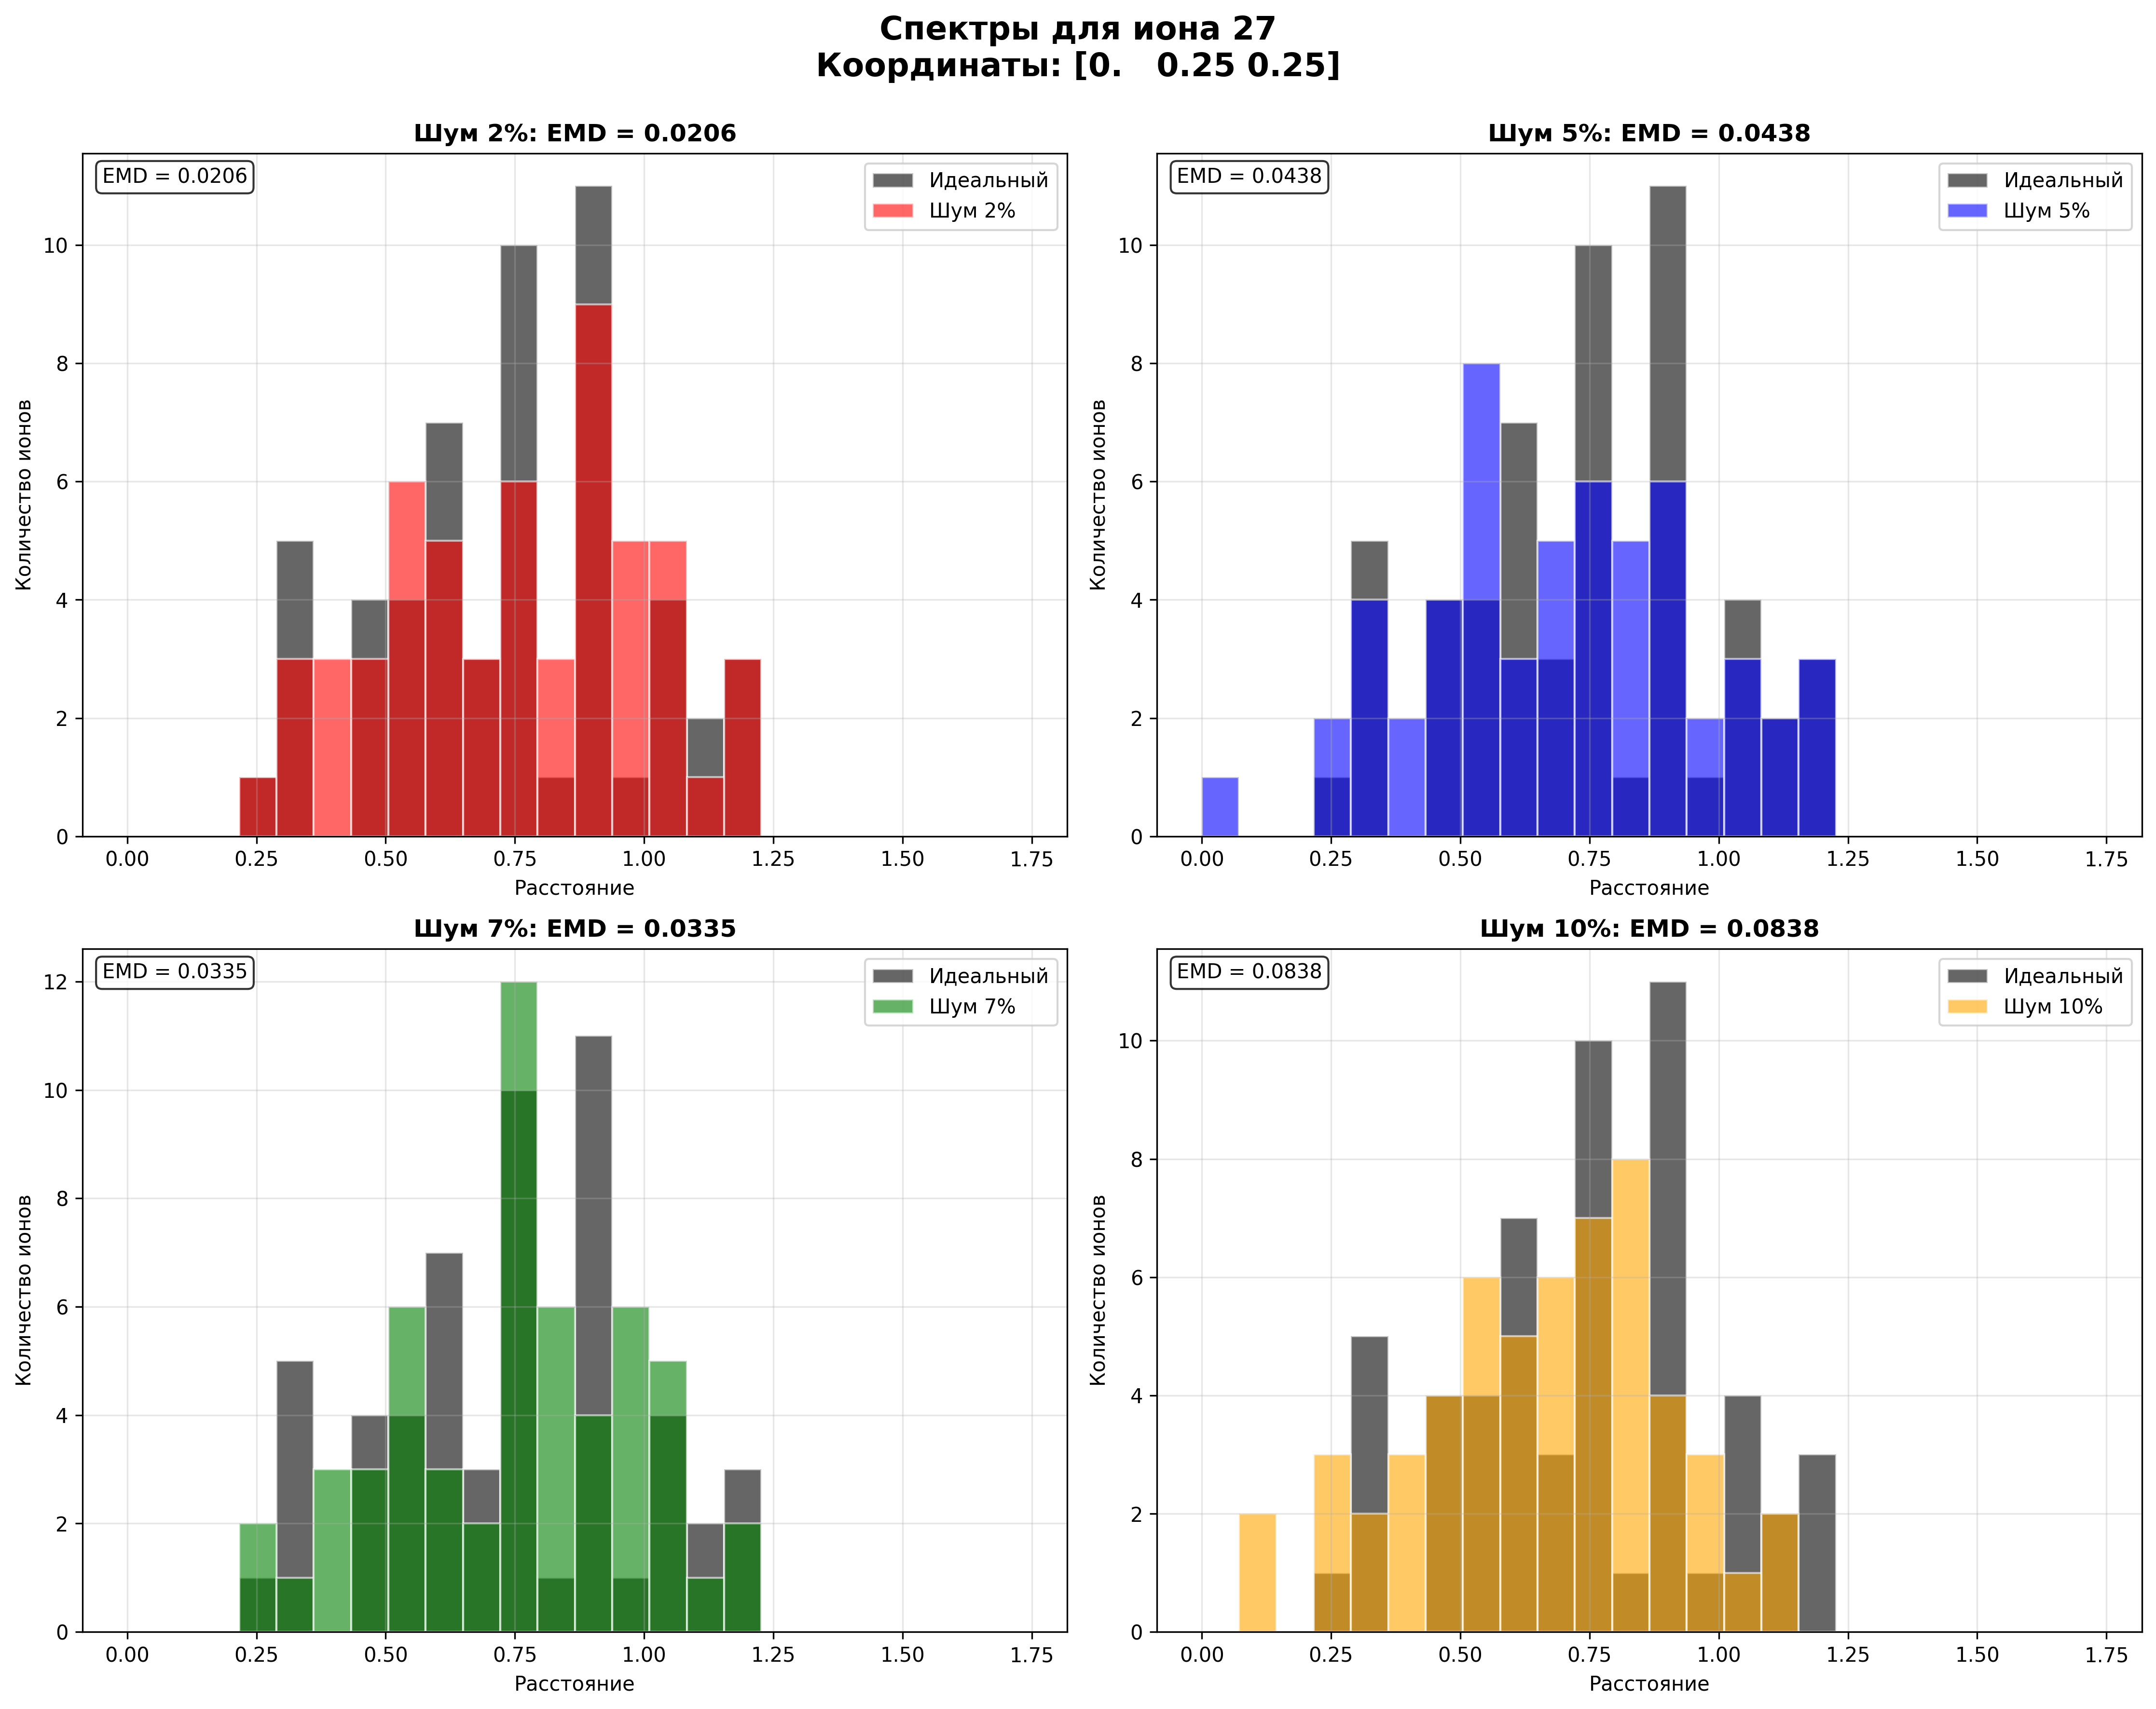 Спектры для иона 27
Координаты: [0.   0.25 0.25]
Шум 2%: EMD = 0.0206
EMD = 0.0206
Идеальный
Шум 2%
Количество ионов
10
8
6
4
2
0
0.00 0.25 0.50 0.75 1.00 1.25 1.50 1.75
Расстояние
Шум 5%: EMD = 0.0438
EMD = 0.0438
Идеальный
Шум 5%
Количество ионов
10
8
6
4
2
0
0.00 0.25 0.50 0.75 1.00 1.25 1.50 1.75
Расстояние
Шум 7%: EMD = 0.0335
EMD = 0.0335
Идеальный
Шум 7%
Количество ионов
12
10
8
6
4
2
0
0.00 0.25 0.50 0.75 1.00 1.25 1.50 1.75
Расстояние
Шум 10%: EMD = 0.0838
EMD = 0.0838
Идеальный
Шум 10%
Количество ионов
10
8
6
4
2
0
0.00 0.25 0.50 0.75 1.00 1.25 1.50 1.75
Расстояние